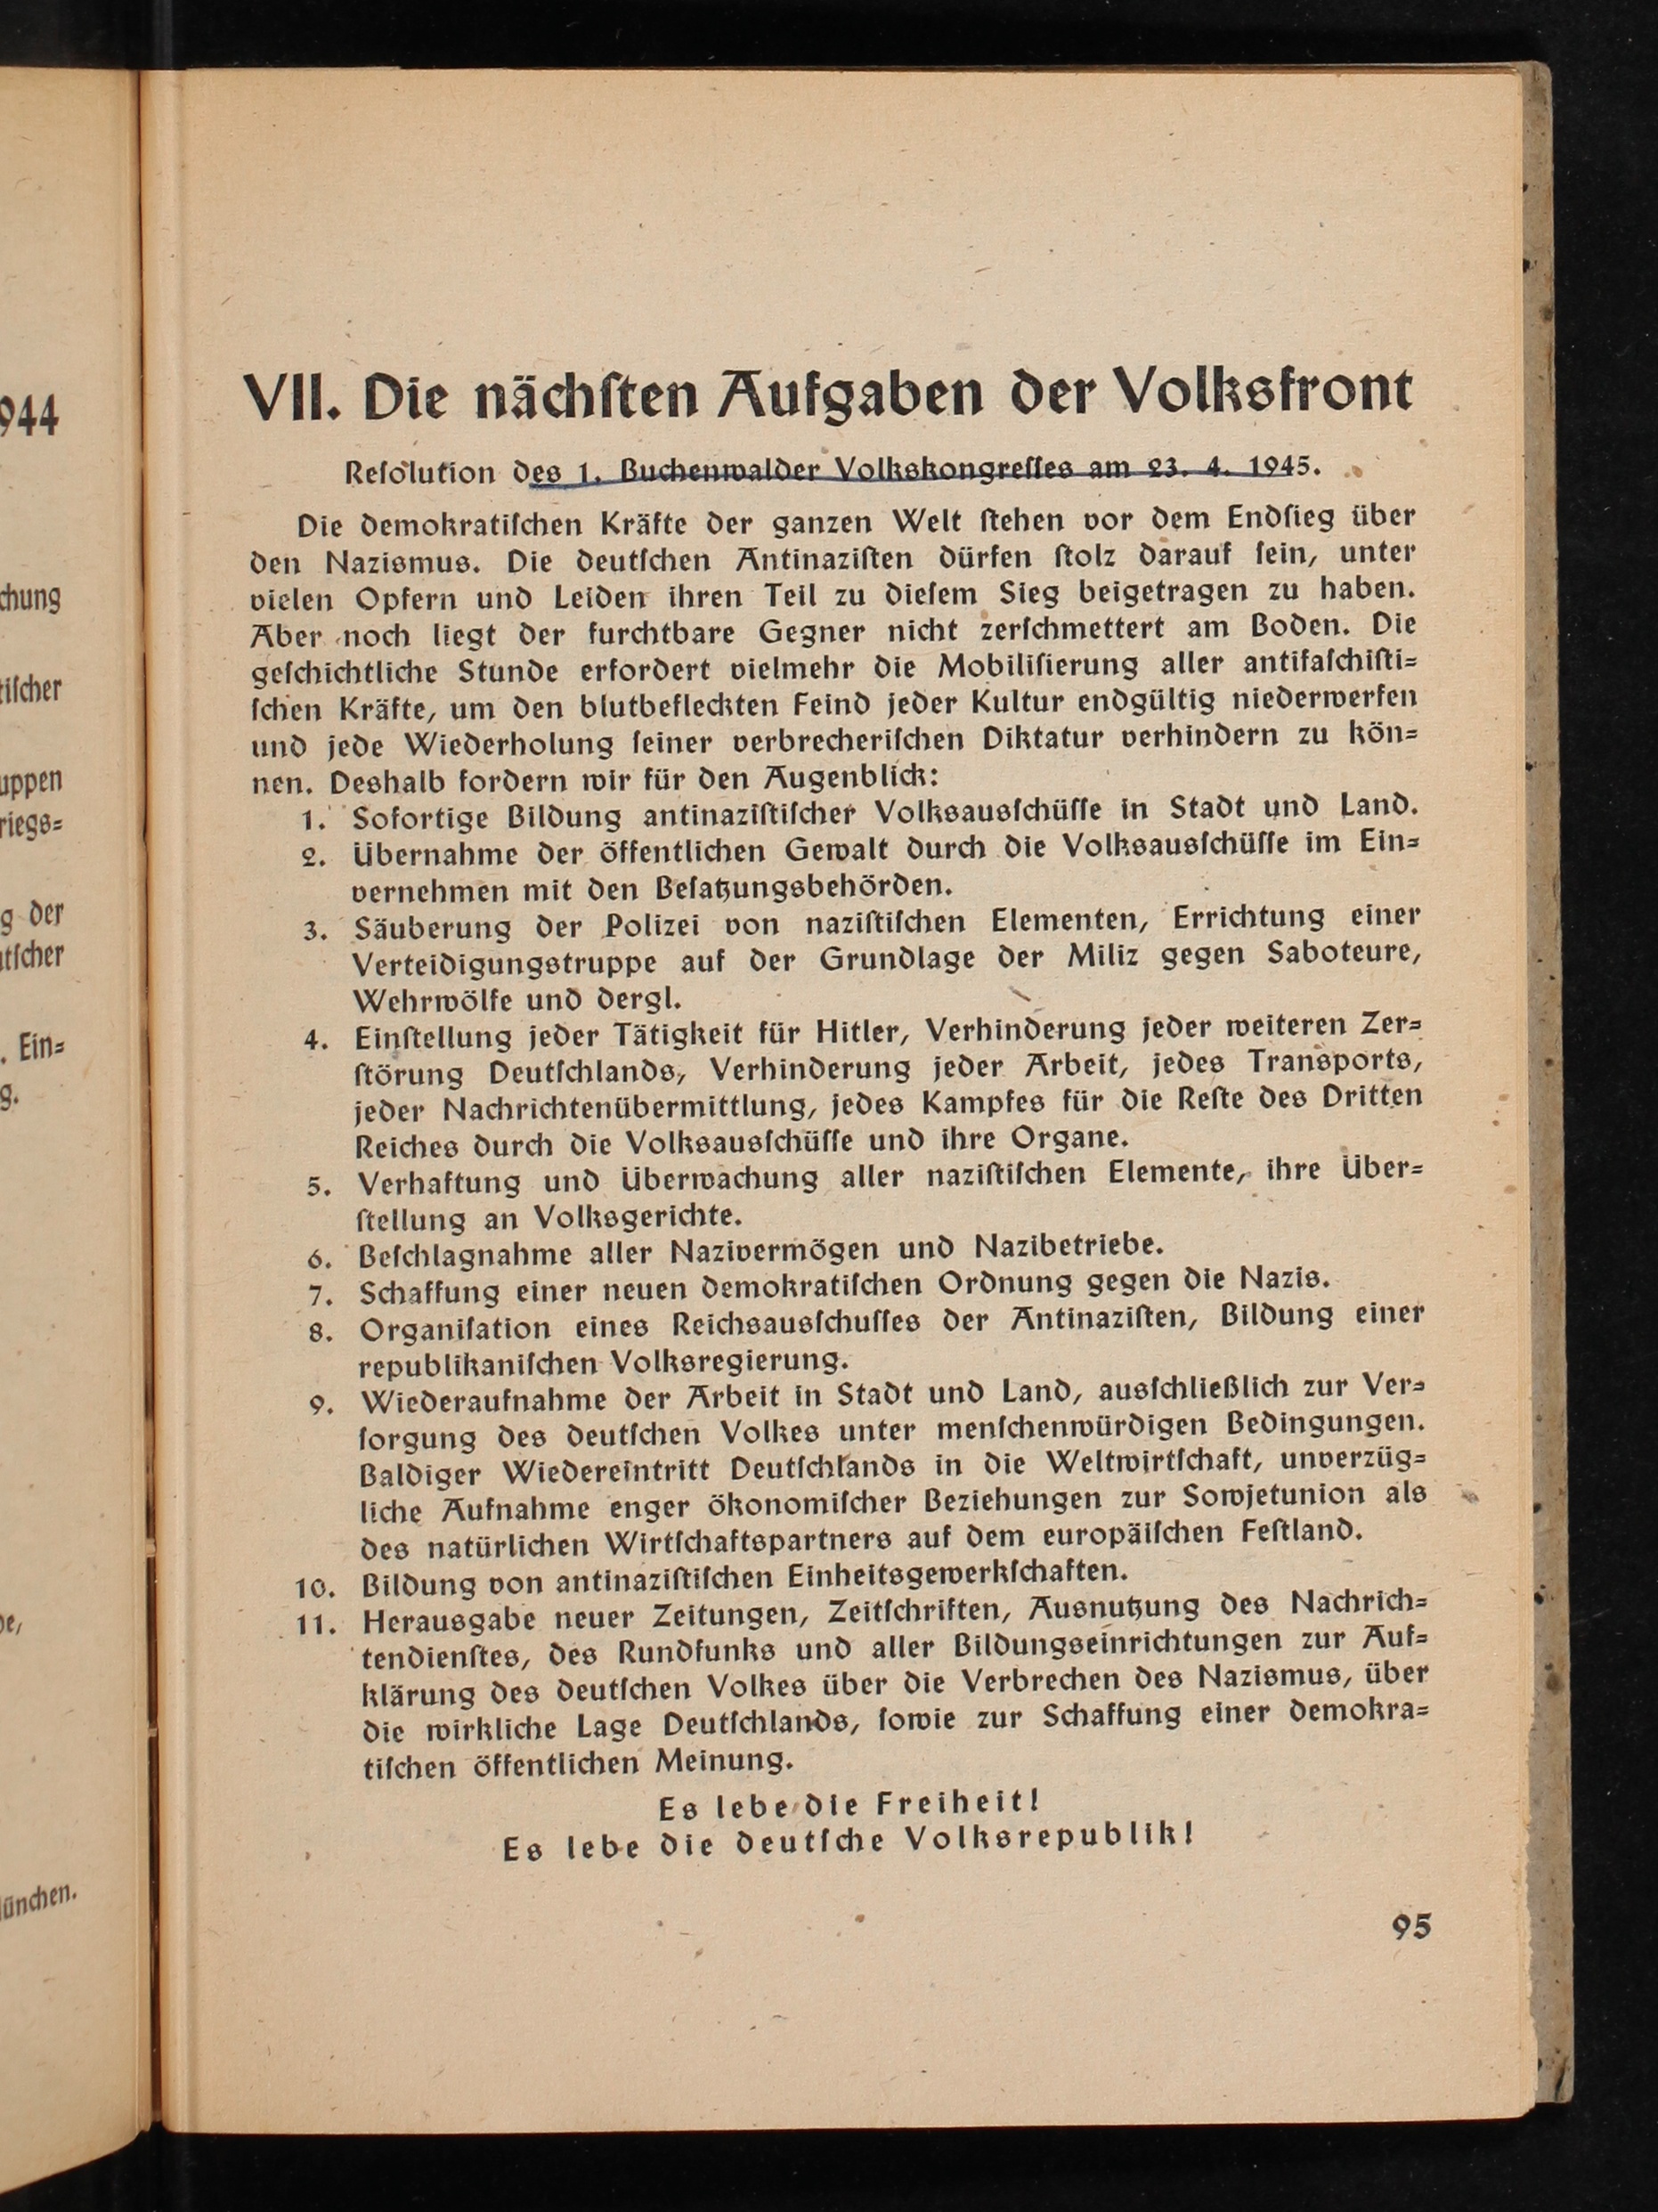 944
chung
tiſcher
uppen
riegs=
g der
tſcher
. Ein=
g.
be,
ünchen.
VII. Die nächſten Aufgaben der Volksfront
Reſolution des 1. Buchenwalder Volkskongreſſes am 23. 4. 1945.
Die demokratiſchen Kräfte der ganzen Welt ſtehen vor dem Endſieg über
den Nazismus. Die deutſchen Antinaziſten dürfen ſtolz darauf ſein, unter
vielen Opfern und Leiden ihren Teil zu dieſem Sieg beigetragen zu haben.
Aber noch liegt der furchtbare Gegner nicht zerſchmettert am Boden. Die
geſchichtliche Stunde erfordert vielmehr die Mobiliſierung aller antifaſchiſti=
ſchen Kräfte, um den blutbefleckten Feind jeder Kultur endgültig niederwerfen
und jede Wiederholung ſeiner verbrecheriſchen Diktatur verhindern zu kön=
nen. Deshalb fordern wir für den Augenblick:
1. Sofortige Bildung antinaziſtiſcher Volksausſchüſſe in Stadt und Land.
2. Übernahme der öffentlichen Gewalt durch die Volksausſchüſſe im Ein=
vernehmen mit den Beſatzungsbehörden.
3. Säuberung der Polizei von naziſtiſchen Elementen, Errichtung einer
Verteidigungstruppe auf der Grundlage der Miliz gegen Saboteure,
Wehrwölfe und dergl.
4. Einſtellung jeder Tätigkeit für Hitler, Verhinderung jeder weiteren Zer=
ſtörung Deutſchlands, Verhinderung jeder Arbeit, jedes Transports,
jeder Nachrichtenübermittlung, jedes Kampfes für die Reſte des Dritten
Reiches durch die Volksausſchüſſe und ihre Organe.
5. Verhaftung und Überwachung aller naziſtiſchen Elemente, ihre Über=
ſtellung an Volksgerichte.
6. Beſchlagnahme aller Nazivermögen und Nazibetriebe.
7. Schaffung einer neuen demokratiſchen Ordnung gegen die Nazis.
8. Organiſation eines Reichsausſchuſſes der Antinaziſten, Bildung einer
republikaniſchen Volksregierung.
9. Wiederaufnahme der Arbeit in Stadt und Land, ausſchließlich zur Ver=
ſorgung des deutſchen Volkes unter menſchenwürdigen Bedingungen.
Baldiger Wiedereintritt Deutſchlands in die Weltwirtſchaft, unverzüg=
liche Aufnahme enger ökonomiſcher Beziehungen zur Sowjetunion als
des natürlichen Wirtſchaftspartners auf dem europäiſchen Feſtland.
10. Bildung von antinaziſtiſchen Einheitsgewerkſchaften.
11. Herausgabe neuer Zeitungen, Zeitſchriften, Ausnutzung des Nachrich=
tendienſtes, des Rundfunks und aller Bildungseinrichtungen zur Auf=
klärung des deutſchen Volkes über die Verbrechen des Nazismus, über
die wirkliche Lage Deutſchlands, ſowie zur Schaffung einer demokra=
tiſchen öffentlichen Meinung.
Es lebe die Freiheit!
Es lebe die deutſche Volksrepublik!
95